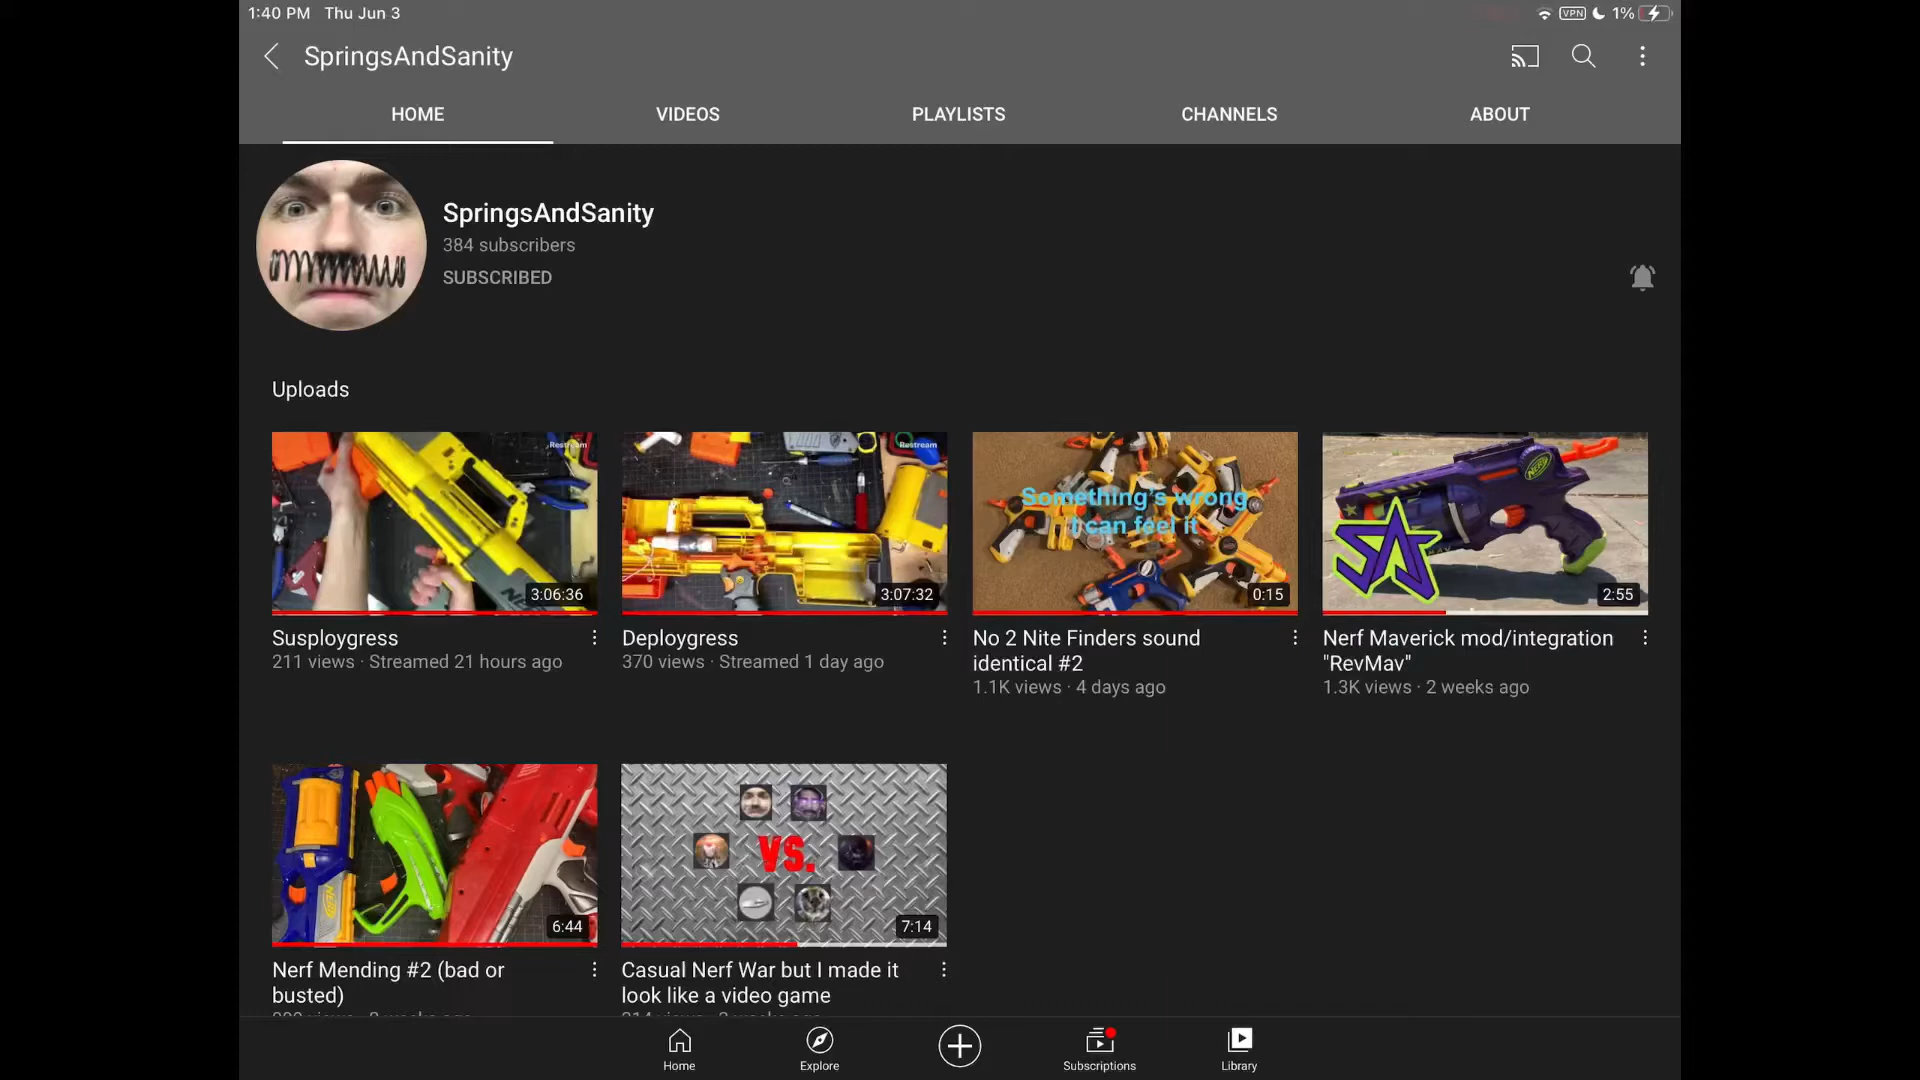 1:40 PM Thu Jun 3
VPN 1%
SpringsAndSanity
HOME VIDEOS PLAYLISTS CHANNELS ABOUT
SpringsAndSanity
384 subscribers
SUBSCRIBED
Uploads
Restream
3:06:36
Susploygress
211 views · Streamed 21 hours ago
Restream
3:07:32
Deploygress
370 views · Streamed 1 day ago
Something's wrong
I can feel it
0:15
No 2 Nite Finders sound
identical #2
1.1K views · 4 days ago
NERF
2:55
Nerf Maverick mod/integration
"RevMav"
1.3K views · 2 weeks ago
NERF
6:44
Nerf Mending #2 (bad or
busted)
VS.
7:14
Casual Nerf War but I made it
look like a video game
Home Explore Subscriptions Library